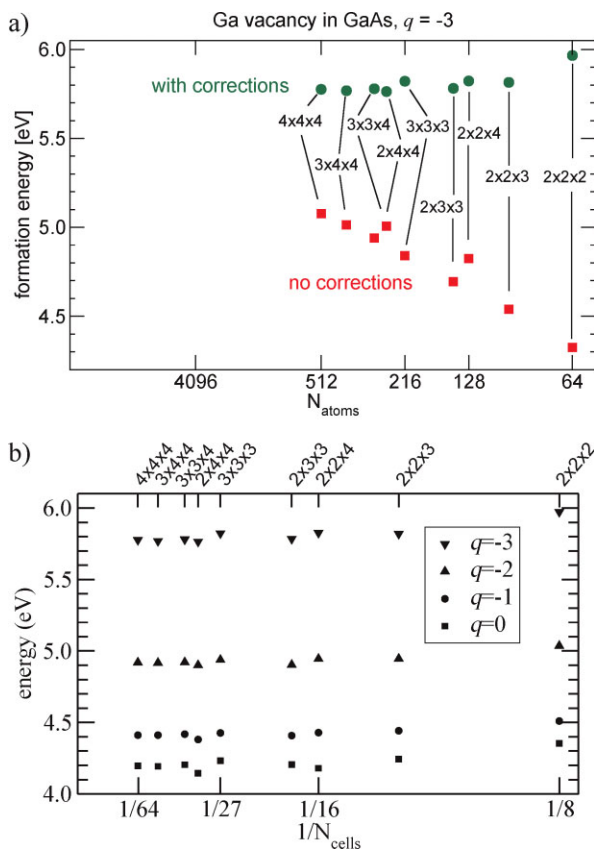 a)
Ga vacancy in GaAs, q = -3
6.0
5.5
5.0
4.5
formation energy [eV]
with corrections
4x4x4
3x4x4
3x3x4
2x4x4
3x3x3
2x3x3
2x2x4
2x2x3
2x2x2
no corrections
4096
512
216
128
64
N_atoms
b)
4x4x4
3x4x4
3x3x4
2x4x4
3x3x3
2x3x3
2x2x4
2x2x3
2x2x2
6.0
5.5
5.0
4.5
4.0
energy (eV)
q=-3
q=-2
q=-1
q=0
1/64
1/27
1/16
1/8
1/N_cells